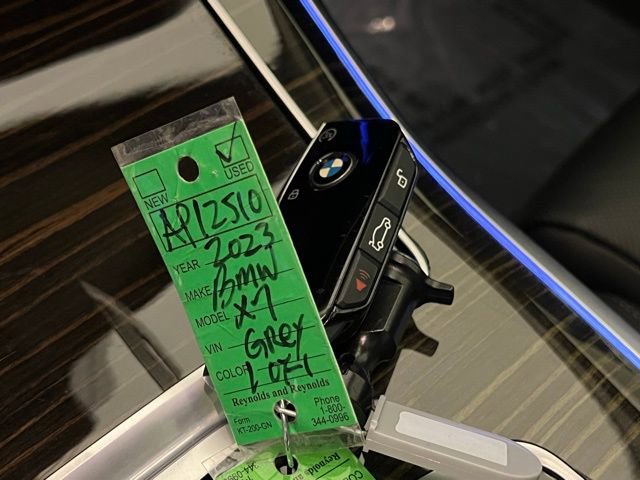 NEW USED
AP12510
YEAR 2023
MAKE BMW
MODEL X7
VIN Grey
COLOR 1 OF 1
Reynolds and Reynolds
Form KT-200-GN
Phone 1-800-344-0996
BMW